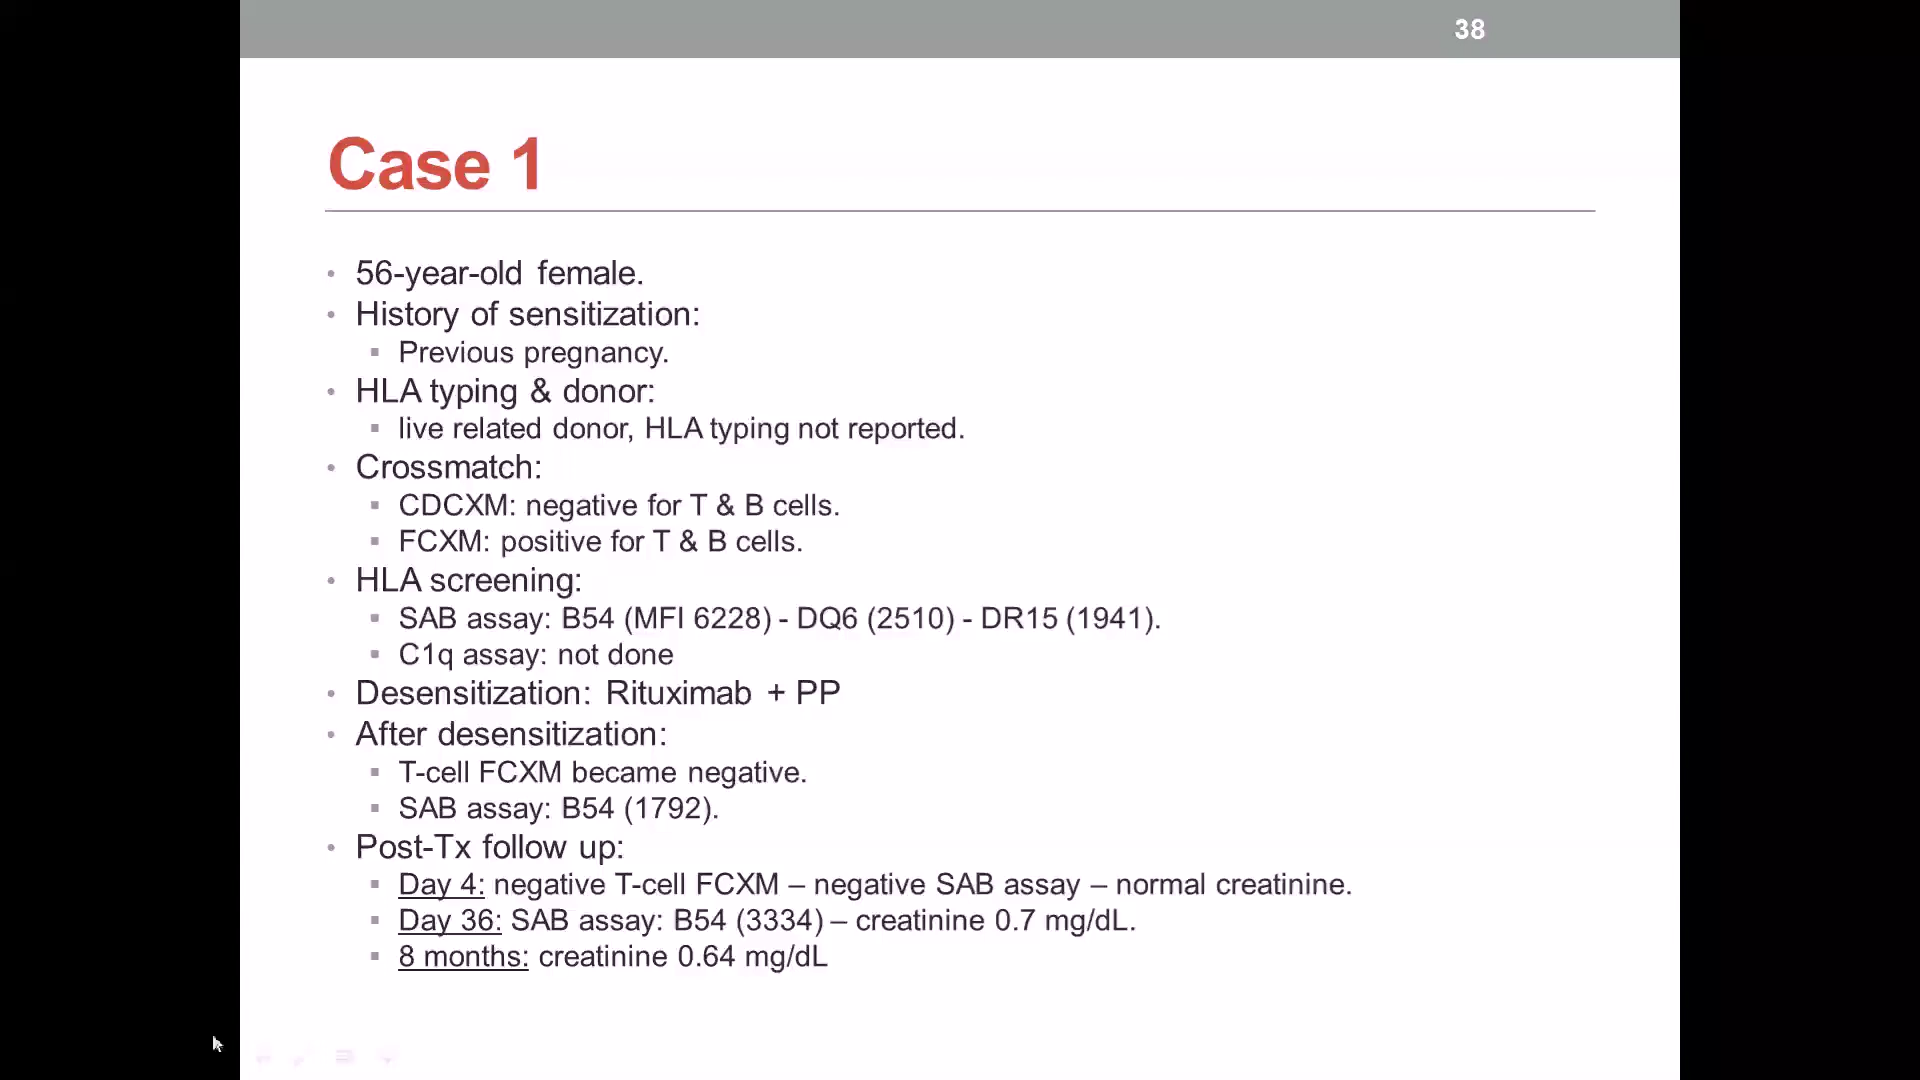 38
Case 1
• 56-year-old female.
• History of sensitization:
▪ Previous pregnancy.
• HLA typing & donor:
▪ live related donor, HLA typing not reported.
• Crossmatch:
▪ CDCXM: negative for T & B cells.
▪ FCXM: positive for T & B cells.
• HLA screening:
▪ SAB assay: B54 (MFI 6228) - DQ6 (2510) - DR15 (1941).
▪ C1q assay: not done
• Desensitization: Rituximab + PP
• After desensitization:
▪ T-cell FCXM became negative.
▪ SAB assay: B54 (1792).
• Post-Tx follow up:
▪ Day 4: negative T-cell FCXM – negative SAB assay – normal creatinine.
▪ Day 36: SAB assay: B54 (3334) – creatinine 0.7 mg/dL.
▪ 8 months: creatinine 0.64 mg/dL